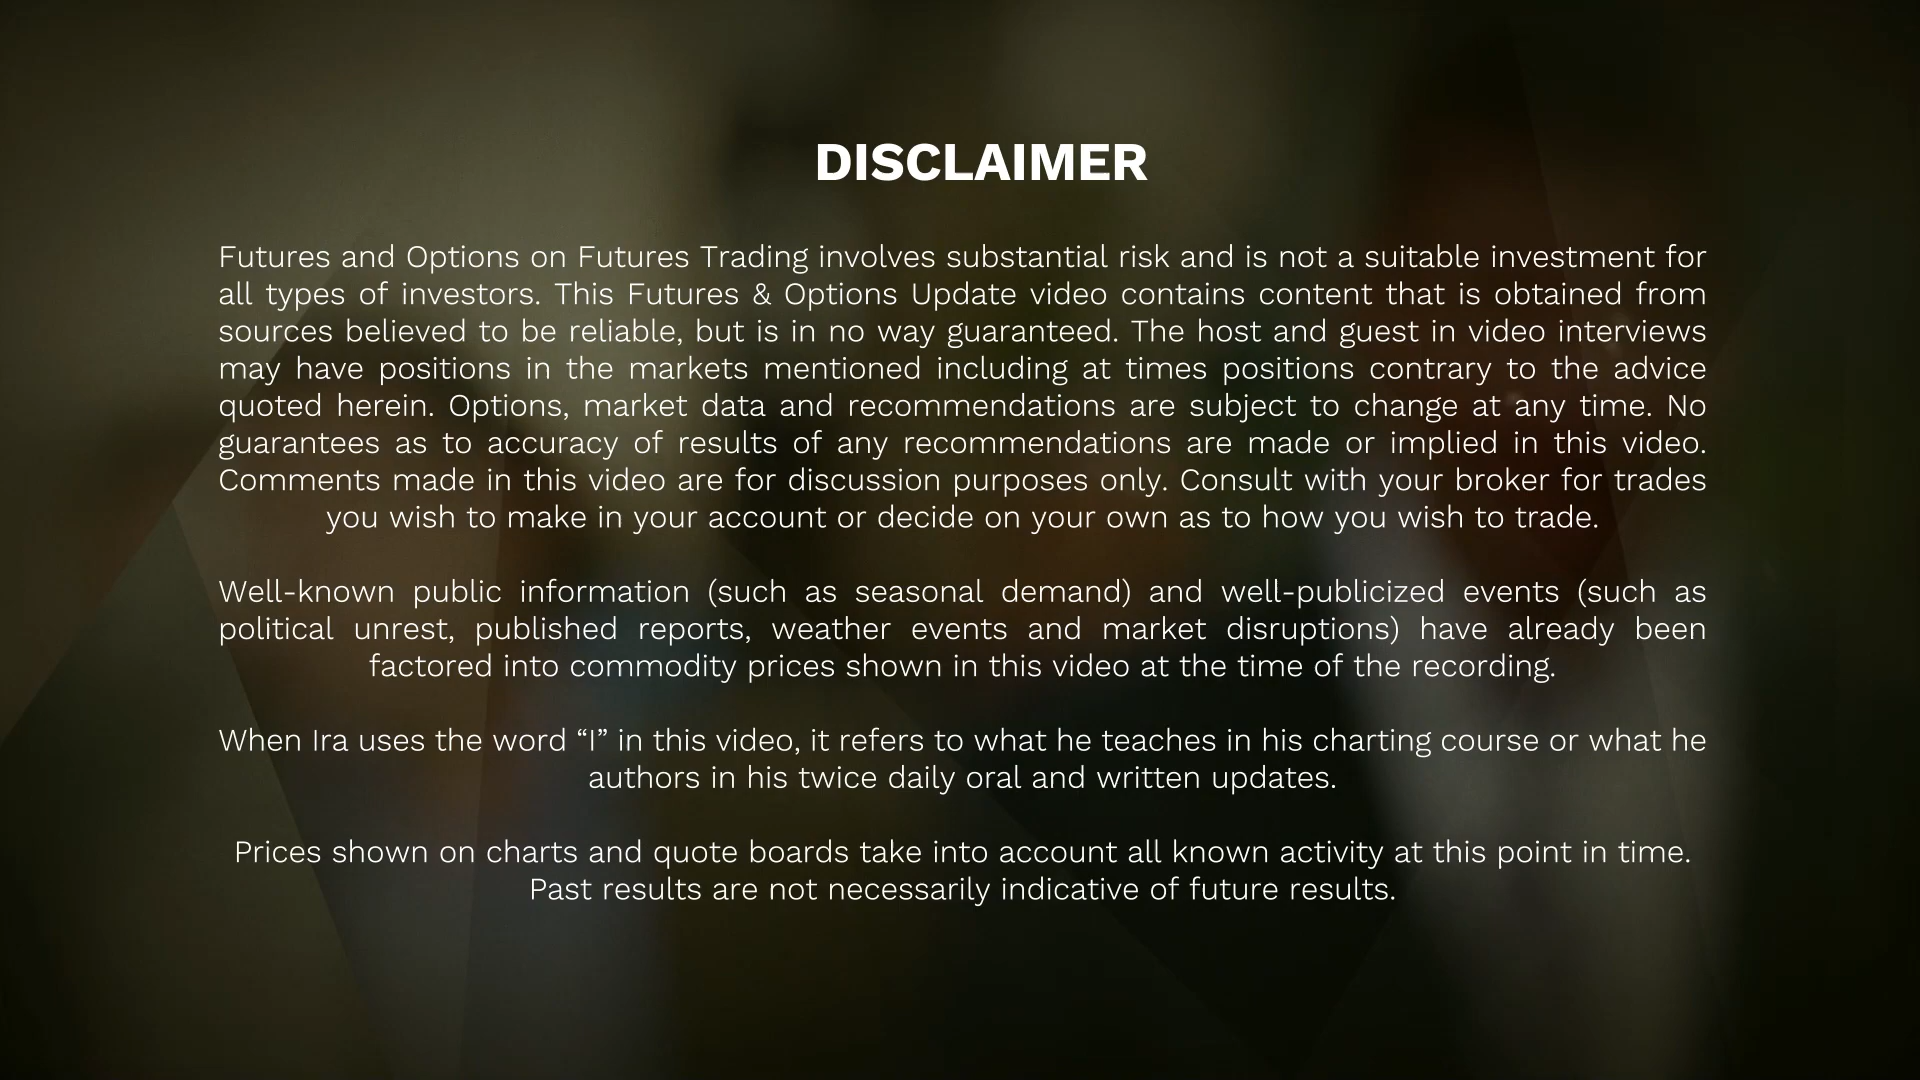 DISCLAIMER
Futures and Options on Futures Trading involves substantial risk and is not a suitable investment for
all types of investors. This Futures & Options Update video contains content that is obtained from
sources believed to be reliable, but is in no way guaranteed. The host and guest in video interviews
may have positions in the markets mentioned including at times positions contrary to the advice
quoted herein. Options, market data and recommendations are subject to change at any time. No
guarantees as to accuracy of results of any recommendations are made or implied in this video.
Comments made in this video are for discussion purposes only. Consult with your broker for trades
you wish to make in your account or decide on your own as to how you wish to trade.
Well-known public information (such as seasonal demand) and well-publicized events (such as
political unrest, published reports, weather events and market disruptions) have already been
factored into commodity prices shown in this video at the time of the recording.
When Ira uses the word “I” in this video, it refers to what he teaches in his charting course or what he
authors in his twice daily oral and written updates.
Prices shown on charts and quote boards take into account all known activity at this point in time.
Past results are not necessarily indicative of future results.